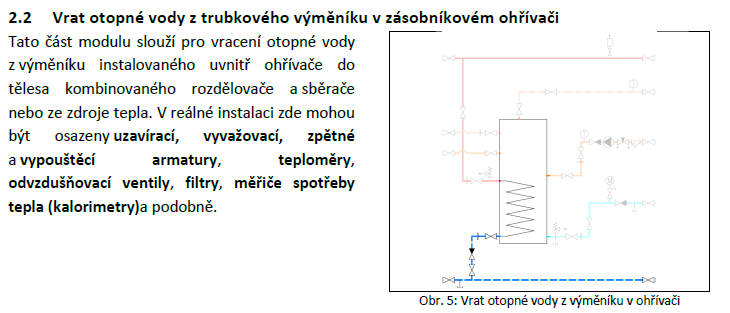 2.2 Vrat otopné vody z trubkového výměníku v zásobníkovém ohřívači
Tato část modulu slouží pro vracení otopné vody
z výměníku instalovaného uvnitř ohřívače do
tělesa kombinovaného rozdělovače a sběrače
nebo ze zdroje tepla. V reálné instalaci zde mohou
být osazeny uzavírací, vyvažovací, zpětné
a vypouštěcí armatury, teploměry,
odvzdušňovací ventily, filtry, měřiče spotřeby
tepla (kalorimetry)a podobně.
Obr. 5: Vrat otopné vody z výměníku v ohřívači